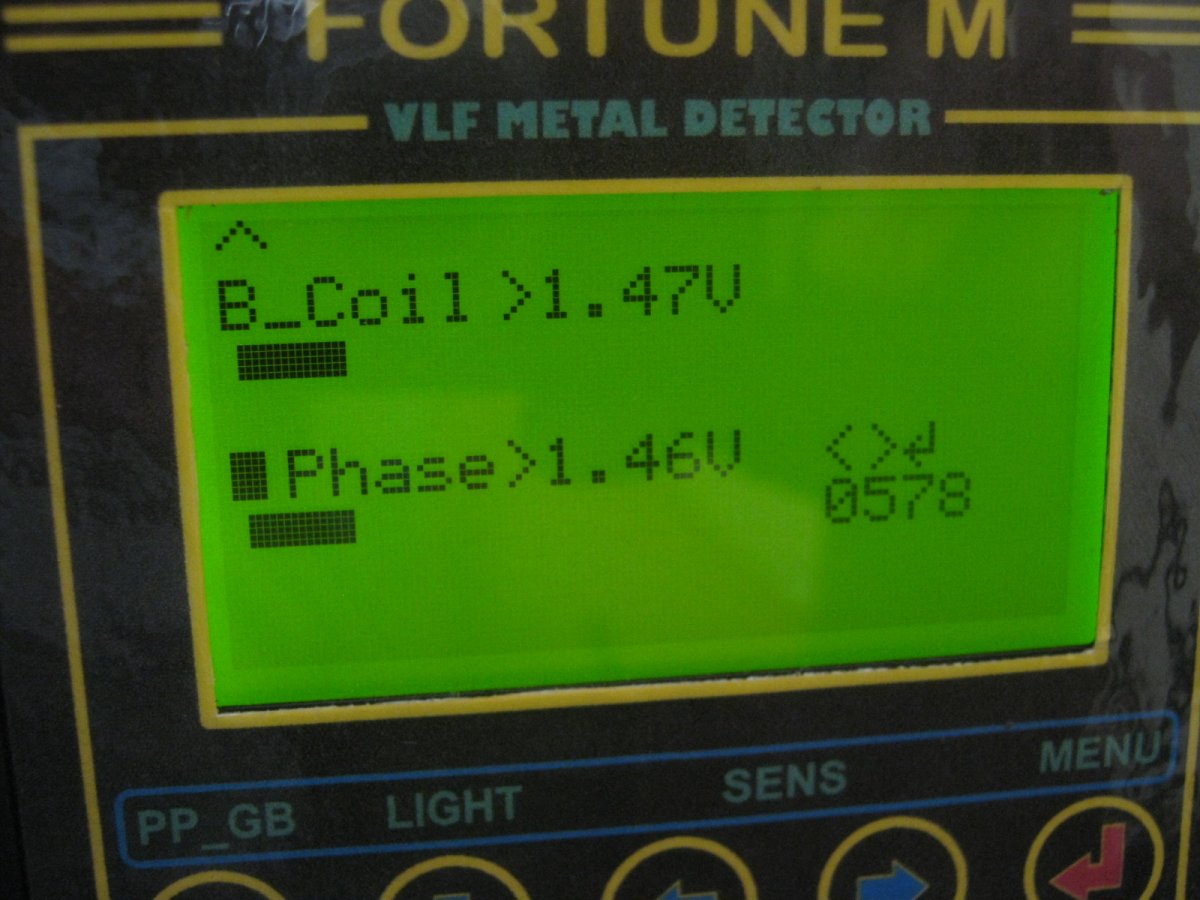 FORTUNE M
VLF METAL DETECTOR
^
B_Coil >1.47V
Phase>1.46V
<>↲
0578
PP_GB LIGHT SENS MENU